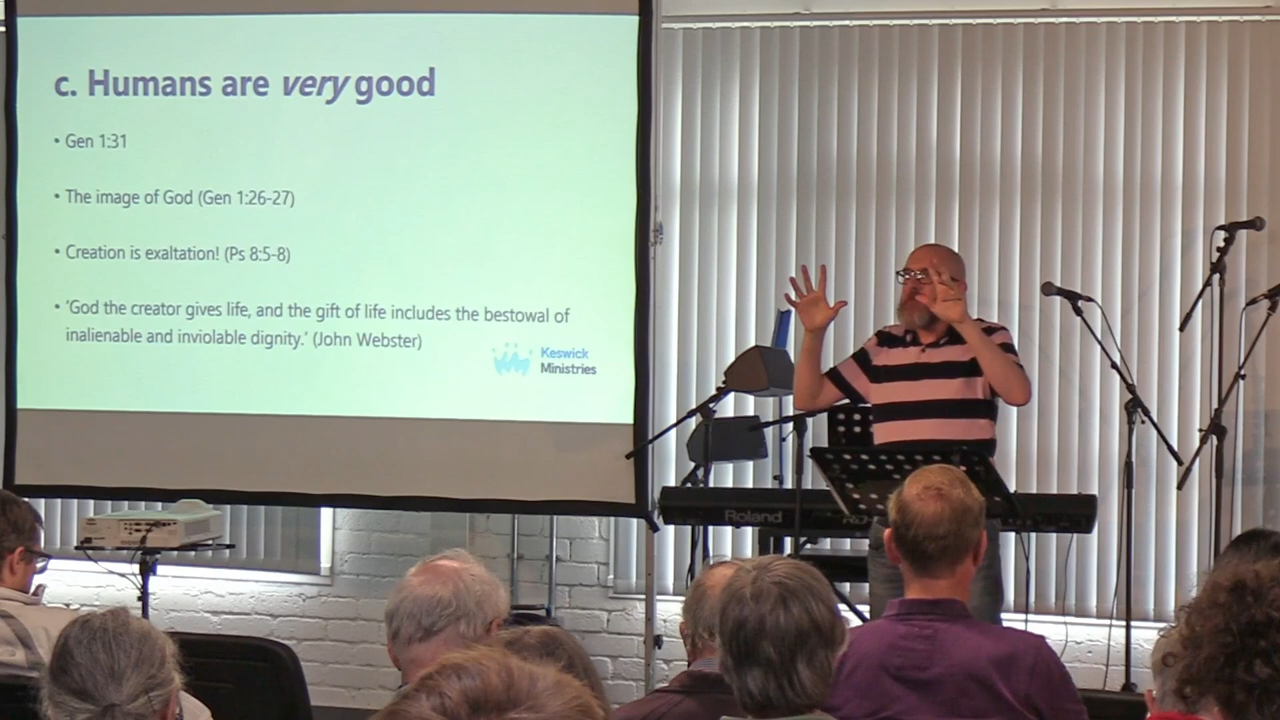 c. Humans are very good
• Gen 1:31
• The image of God (Gen 1:26-27)
• Creation is exaltation! (Ps 8:5-8)
• ‘God the creator gives life, and the gift of life includes the bestowal of
inalienable and inviolable dignity.’ (John Webster)
Keswick
Ministries
Roland